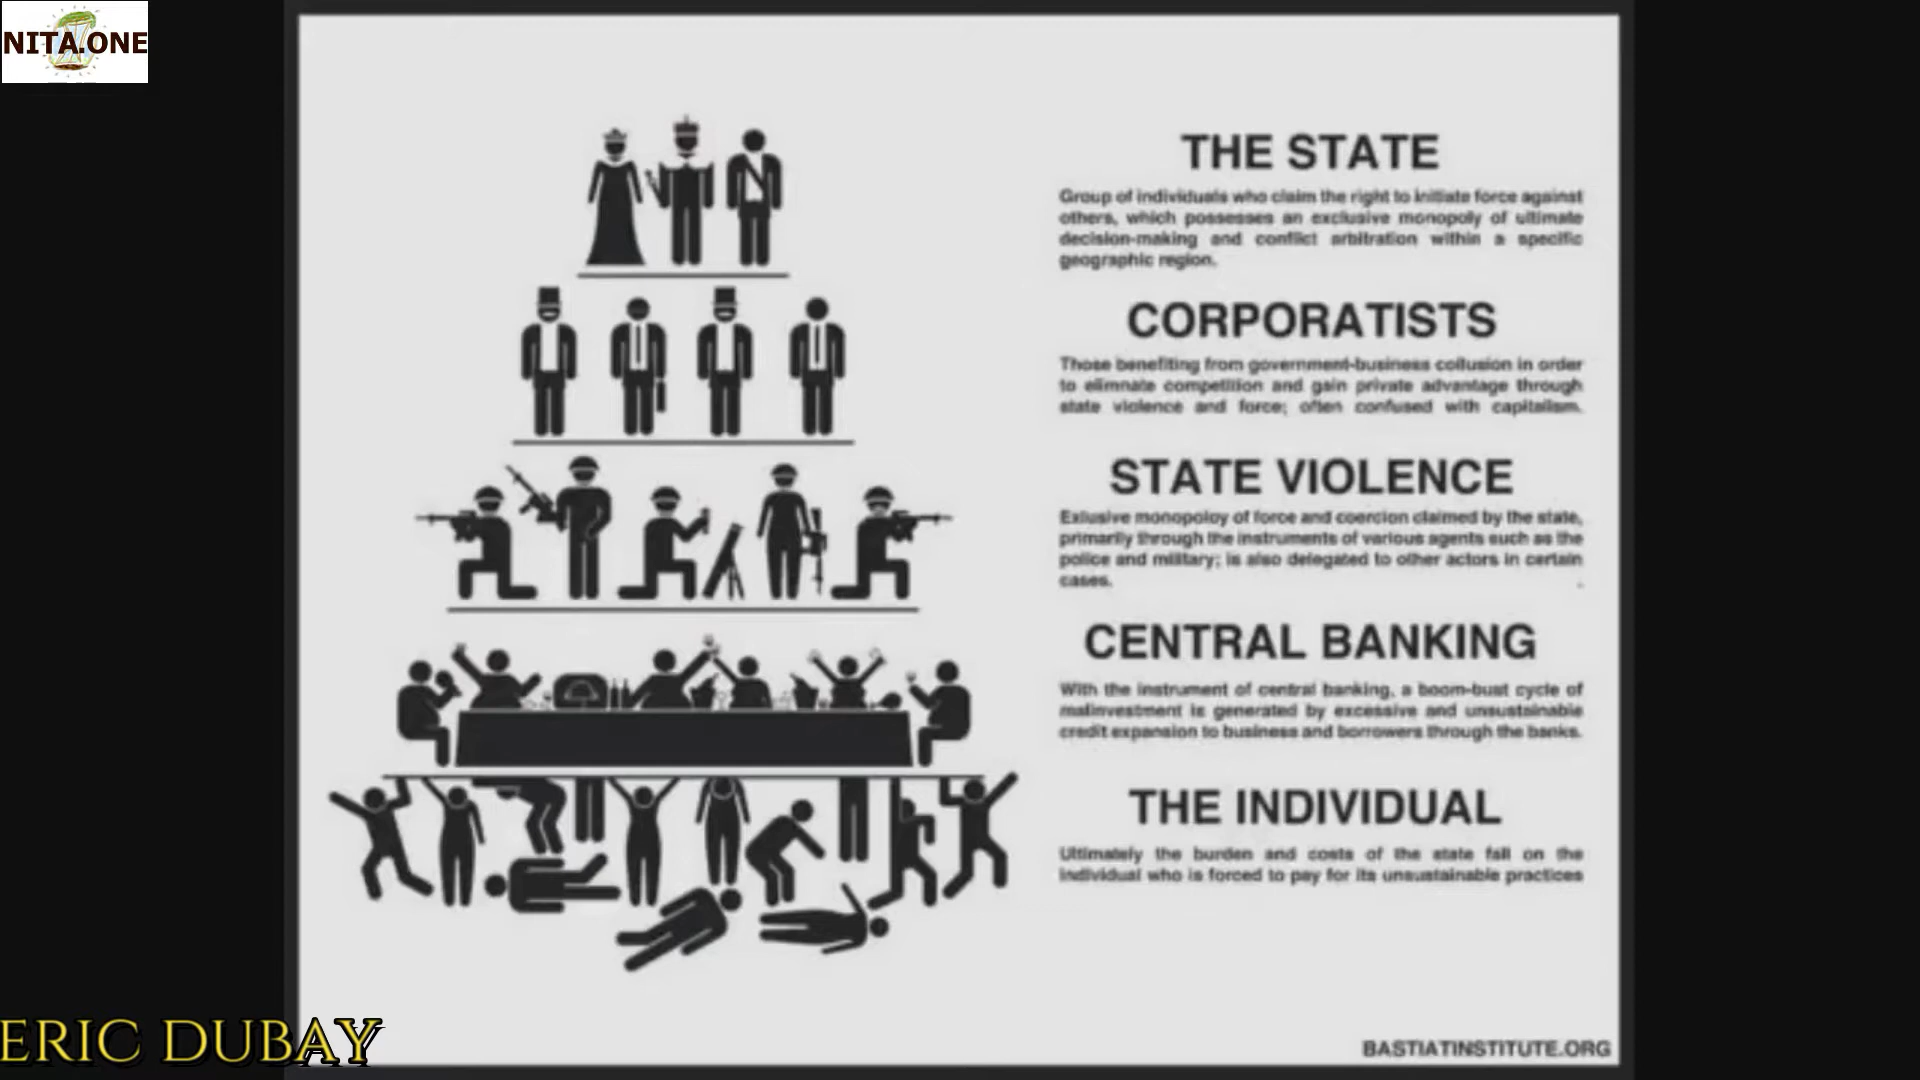 NITA.ONE
THE STATE
Group of individuals who claim the right to initiate force against
others, which possesses an exclusive monopoly of ultimate
decision-making and conflict arbitration within a specific
geographic region.
CORPORATISTS
Those benefiting from government-business collusion in order
to elimnate competition and gain private advantage through
state violence and force; often confused with capitalism.
STATE VIOLENCE
Exlusive monopoloy of force and coercion claimed by the state,
primarily through the instruments of various agents such as the
police and military; is also delegated to other actors in certain
cases.
CENTRAL BANKING
With the instrument of central banking, a boom-bust cycle of
malinvestment is generated by excessive and unsustainable
credit expansion to business and borrowers through the banks.
THE INDIVIDUAL
Ultimately the burden and costs of the state fall on the
individual who is forced to pay for its unsustainable practices
ERIC DUBAY
BASTIATINSTITUTE.ORG